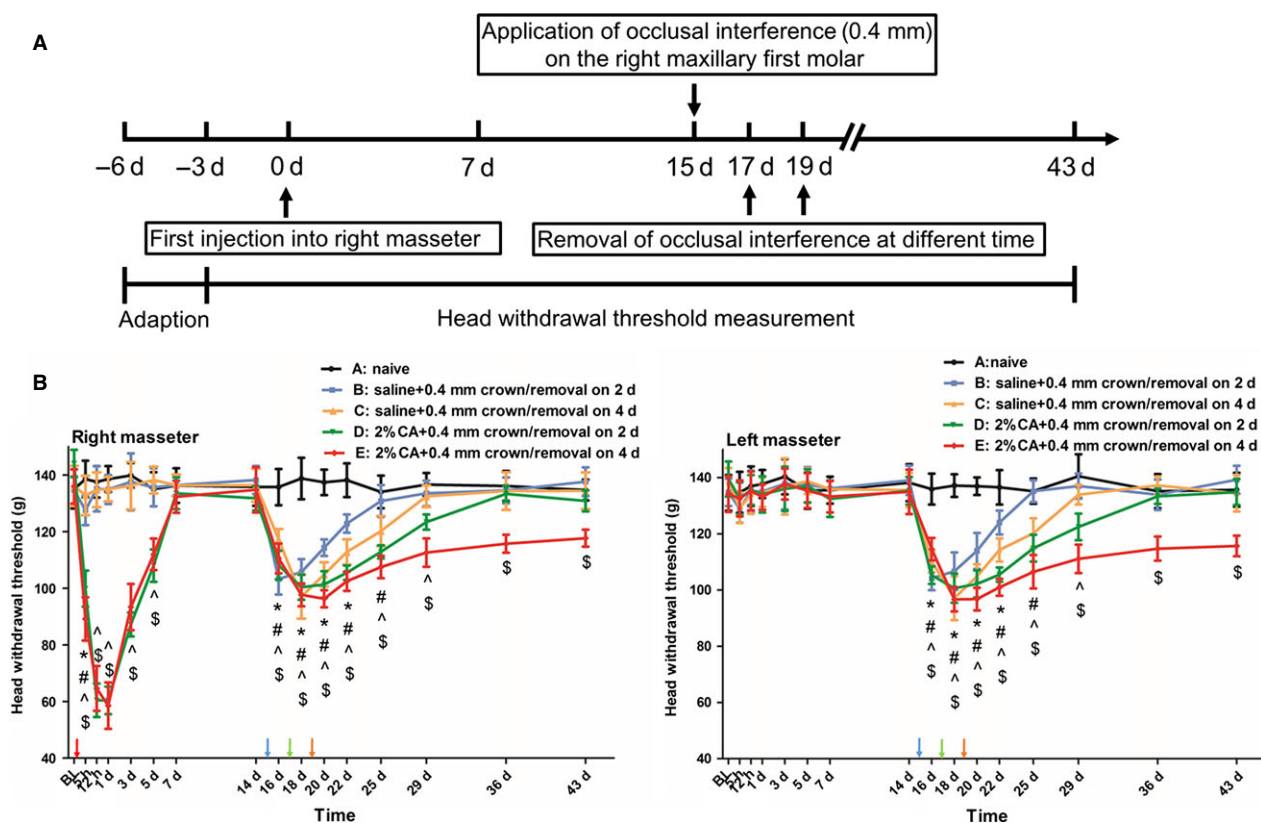 A
Application of occlusal interference (0.4 mm)
on the right maxillary first molar
–6 d –3 d 0 d 7 d 15 d 17 d 19 d 43 d
First injection into right masseter
Removal of occlusal interference at different time
Adaption
Head withdrawal threshold measurement
B
A:naive
B: saline+0.4 mm crown/removal on 2 d
C: saline+0.4 mm crown/removal on 4 d
D: 2%CA+0.4 mm crown/removal on 2 d
E: 2%CA+0.4 mm crown/removal on 4 d
Right masseter
Head withdrawal threshold (g)
140
120
100
80
60
40
* # ^ $
^ $
^ $
^ $
^ $
* # ^ $
* # ^ $
* # ^ $
* # ^ $
# ^ $
^ $
$
$
BL 12 h 1 d 3 d 5 d 7 d 14 d 16 d 18 d 20 d 22 d 25 d 29 d 36 d 43 d
Time
A: naive
B: saline+0.4 mm crown/removal on 2 d
C: saline+0.4 mm crown/removal on 4 d
D: 2%CA+0.4 mm crown/removal on 2 d
E: 2%CA+0.4 mm crown/removal on 4 d
Left masseter
Head withdrawal threshold (g)
140
120
100
80
60
40
* # ^ $
* # ^ $
* # ^ $
* # ^ $
# ^ $
^ $
$
$
BL 12 h 1 d 3 d 5 d 7 d 14 d 16 d 18 d 20 d 22 d 25 d 29 d 36 d 43 d
Time